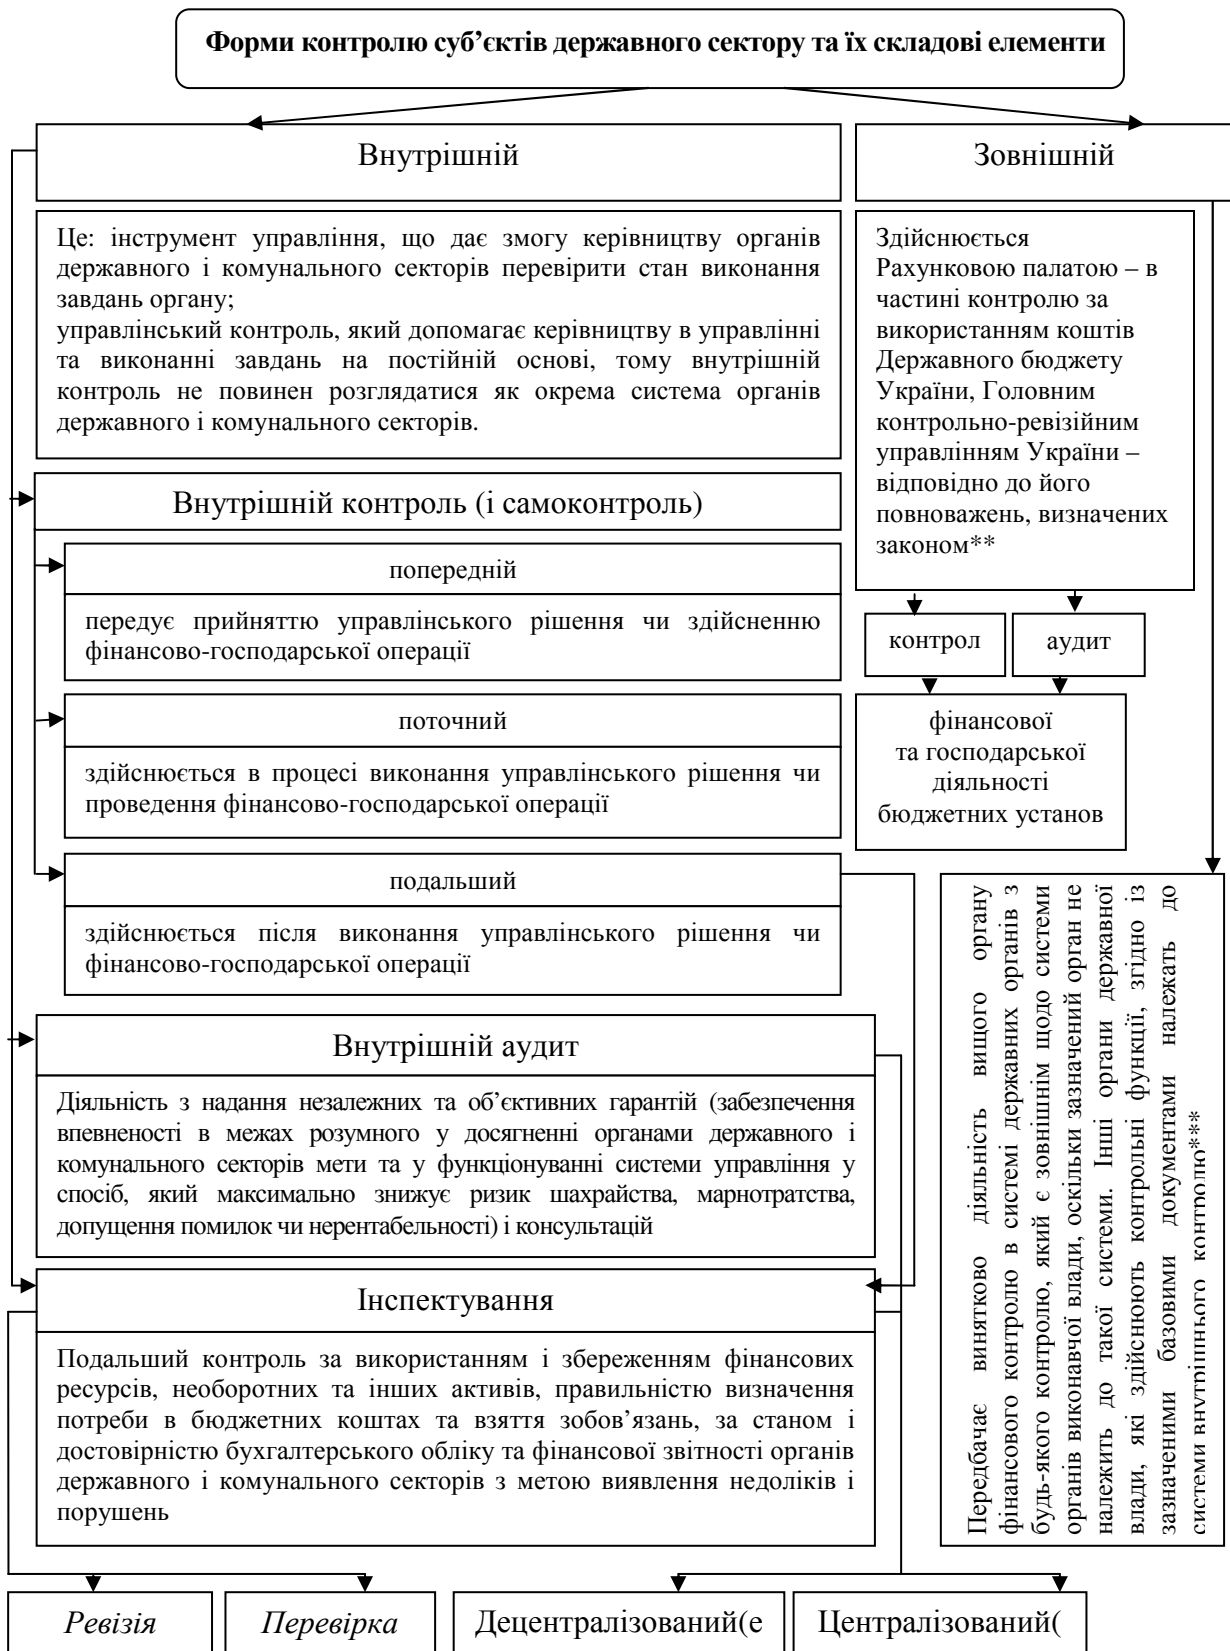 Форми контролю суб’єктів державного сектору та їх складові елементи
Внутрішній
Зовнішній
Це: інструмент управління, що дає змогу керівництву органів
державного і комунального секторів перевірити стан виконання
завдань органу;
управлінський контроль, який допомагає керівництву в управлінні
та виконанні завдань на постійній основі, тому внутрішній
контроль не повинен розглядатися як окрема система органів
державного і комунального секторів.
Здійснюється
Рахунковою палатою – в
частині контролю за
використанням коштів
Державного бюджету
України, Головним
контрольно-ревізійним
управлінням України –
відповідно до його
повноважень, визначених
законом**
Внутрішній контроль (і самоконтроль)
попередній
передує прийняттю управлінського рішення чи здійсненню
фінансово-господарської операції
контрол
аудит
поточний
здійснюється в процесі виконання управлінського рішення чи
проведення фінансово-господарської операції
фінансової
та господарської
діяльності
бюджетних установ
подальший
здійснюється після виконання управлінського рішення чи
фінансово-господарської операції
Передбачає винятково діяльність вищого органу
фінансового контролю в системі державних органів з
будь-якого контролю, який є зовнішнім щодо системи
органів виконавчої влади, оскільки зазначений орган не
належить до такої системи. Інші органи державної
влади, які здійснюють контрольні функції, згідно із
зазначеними базовими документами належать до
системи внутрішнього контролю***
Внутрішній аудит
Діяльність з надання незалежних та об’єктивних гарантій (забезпечення
впевненості в межах розумного у досягненні органами державного і
комунального секторів мети та у функціонуванні системи управління у
спосіб, який максимально знижує ризик шахрайства, марнотратства,
допущення помилок чи нерентабельності) і консультацій
Інспектування
Подальший контроль за використанням і збереженням фінансових
ресурсів, необоротних та інших активів, правильністю визначення
потреби в бюджетних коштах та взяття зобов’язань, за станом і
достовірністю бухгалтерського обліку та фінансової звітності органів
державного і комунального секторів з метою виявлення недоліків і
порушень
Ревізія
Перевірка
Децентралізований(е
Централізований(